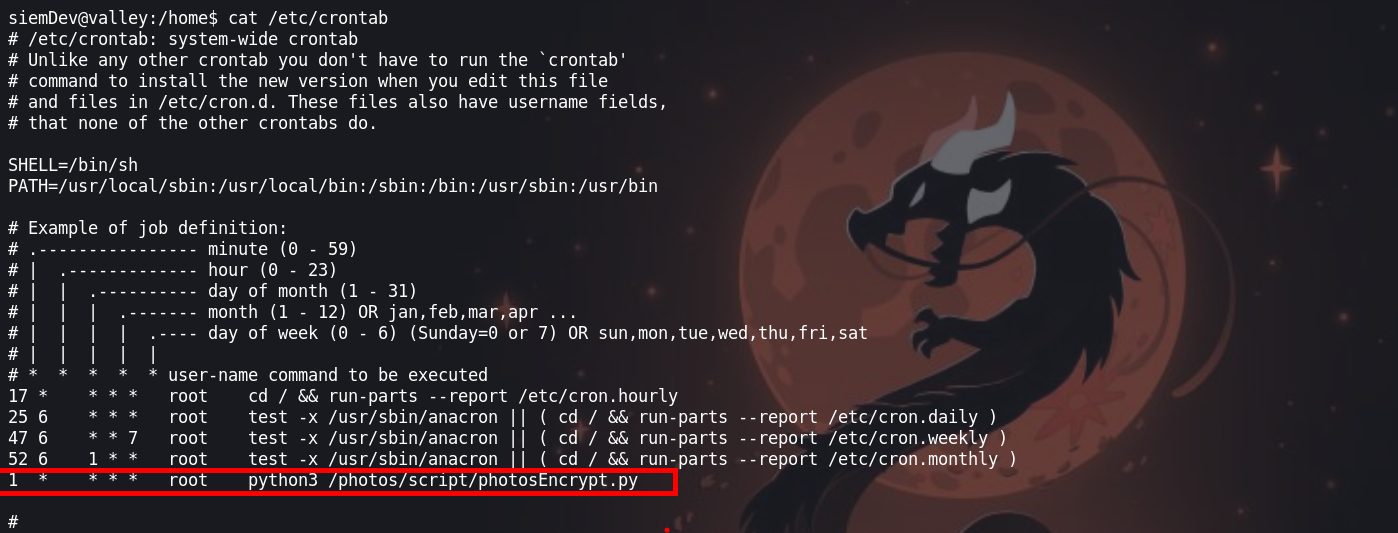 siemDev@valley:/home$ cat /etc/crontab
# /etc/crontab: system-wide crontab
# Unlike any other crontab you don't have to run the `crontab'
# command to install the new version when you edit this file
# and files in /etc/cron.d. These files also have username fields,
# that none of the other crontabs do.

SHELL=/bin/sh
PATH=/usr/local/sbin:/usr/local/bin:/sbin:/bin:/usr/sbin:/usr/bin

# Example of job definition:
# .---------------- minute (0 - 59)
# |  .------------- hour (0 - 23)
# |  |  .---------- day of month (1 - 31)
# |  |  |  .------- month (1 - 12) OR jan,feb,mar,apr ...
# |  |  |  |  .---- day of week (0 - 6) (Sunday=0 or 7) OR sun,mon,tue,wed,thu,fri,sat
# |  |  |  |  |
# *  *  *  *  * user-name command to be executed
17 *    * * *   root    cd / && run-parts --report /etc/cron.hourly
25 6    * * *   root    test -x /usr/sbin/anacron || ( cd / && run-parts --report /etc/cron.daily )
47 6    * * 7   root    test -x /usr/sbin/anacron || ( cd / && run-parts --report /etc/cron.weekly )
52 6    1 * *   root    test -x /usr/sbin/anacron || ( cd / && run-parts --report /etc/cron.monthly )
1  *    * * *   root    python3 /photos/script/photosEncrypt.py

#